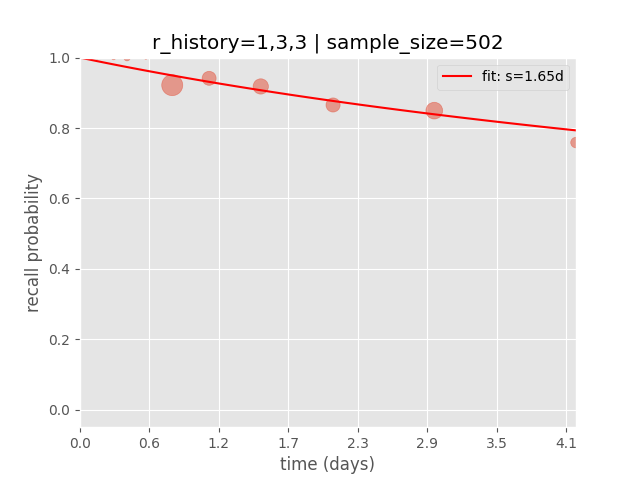 r_history=1,3,3 | sample_size=502
fit: s=1.65d
recall probability
1.0
0.8
0.6
0.4
0.2
0.0
0.0 0.6 1.2 1.7 2.3 2.9 3.5 4.1
time (days)